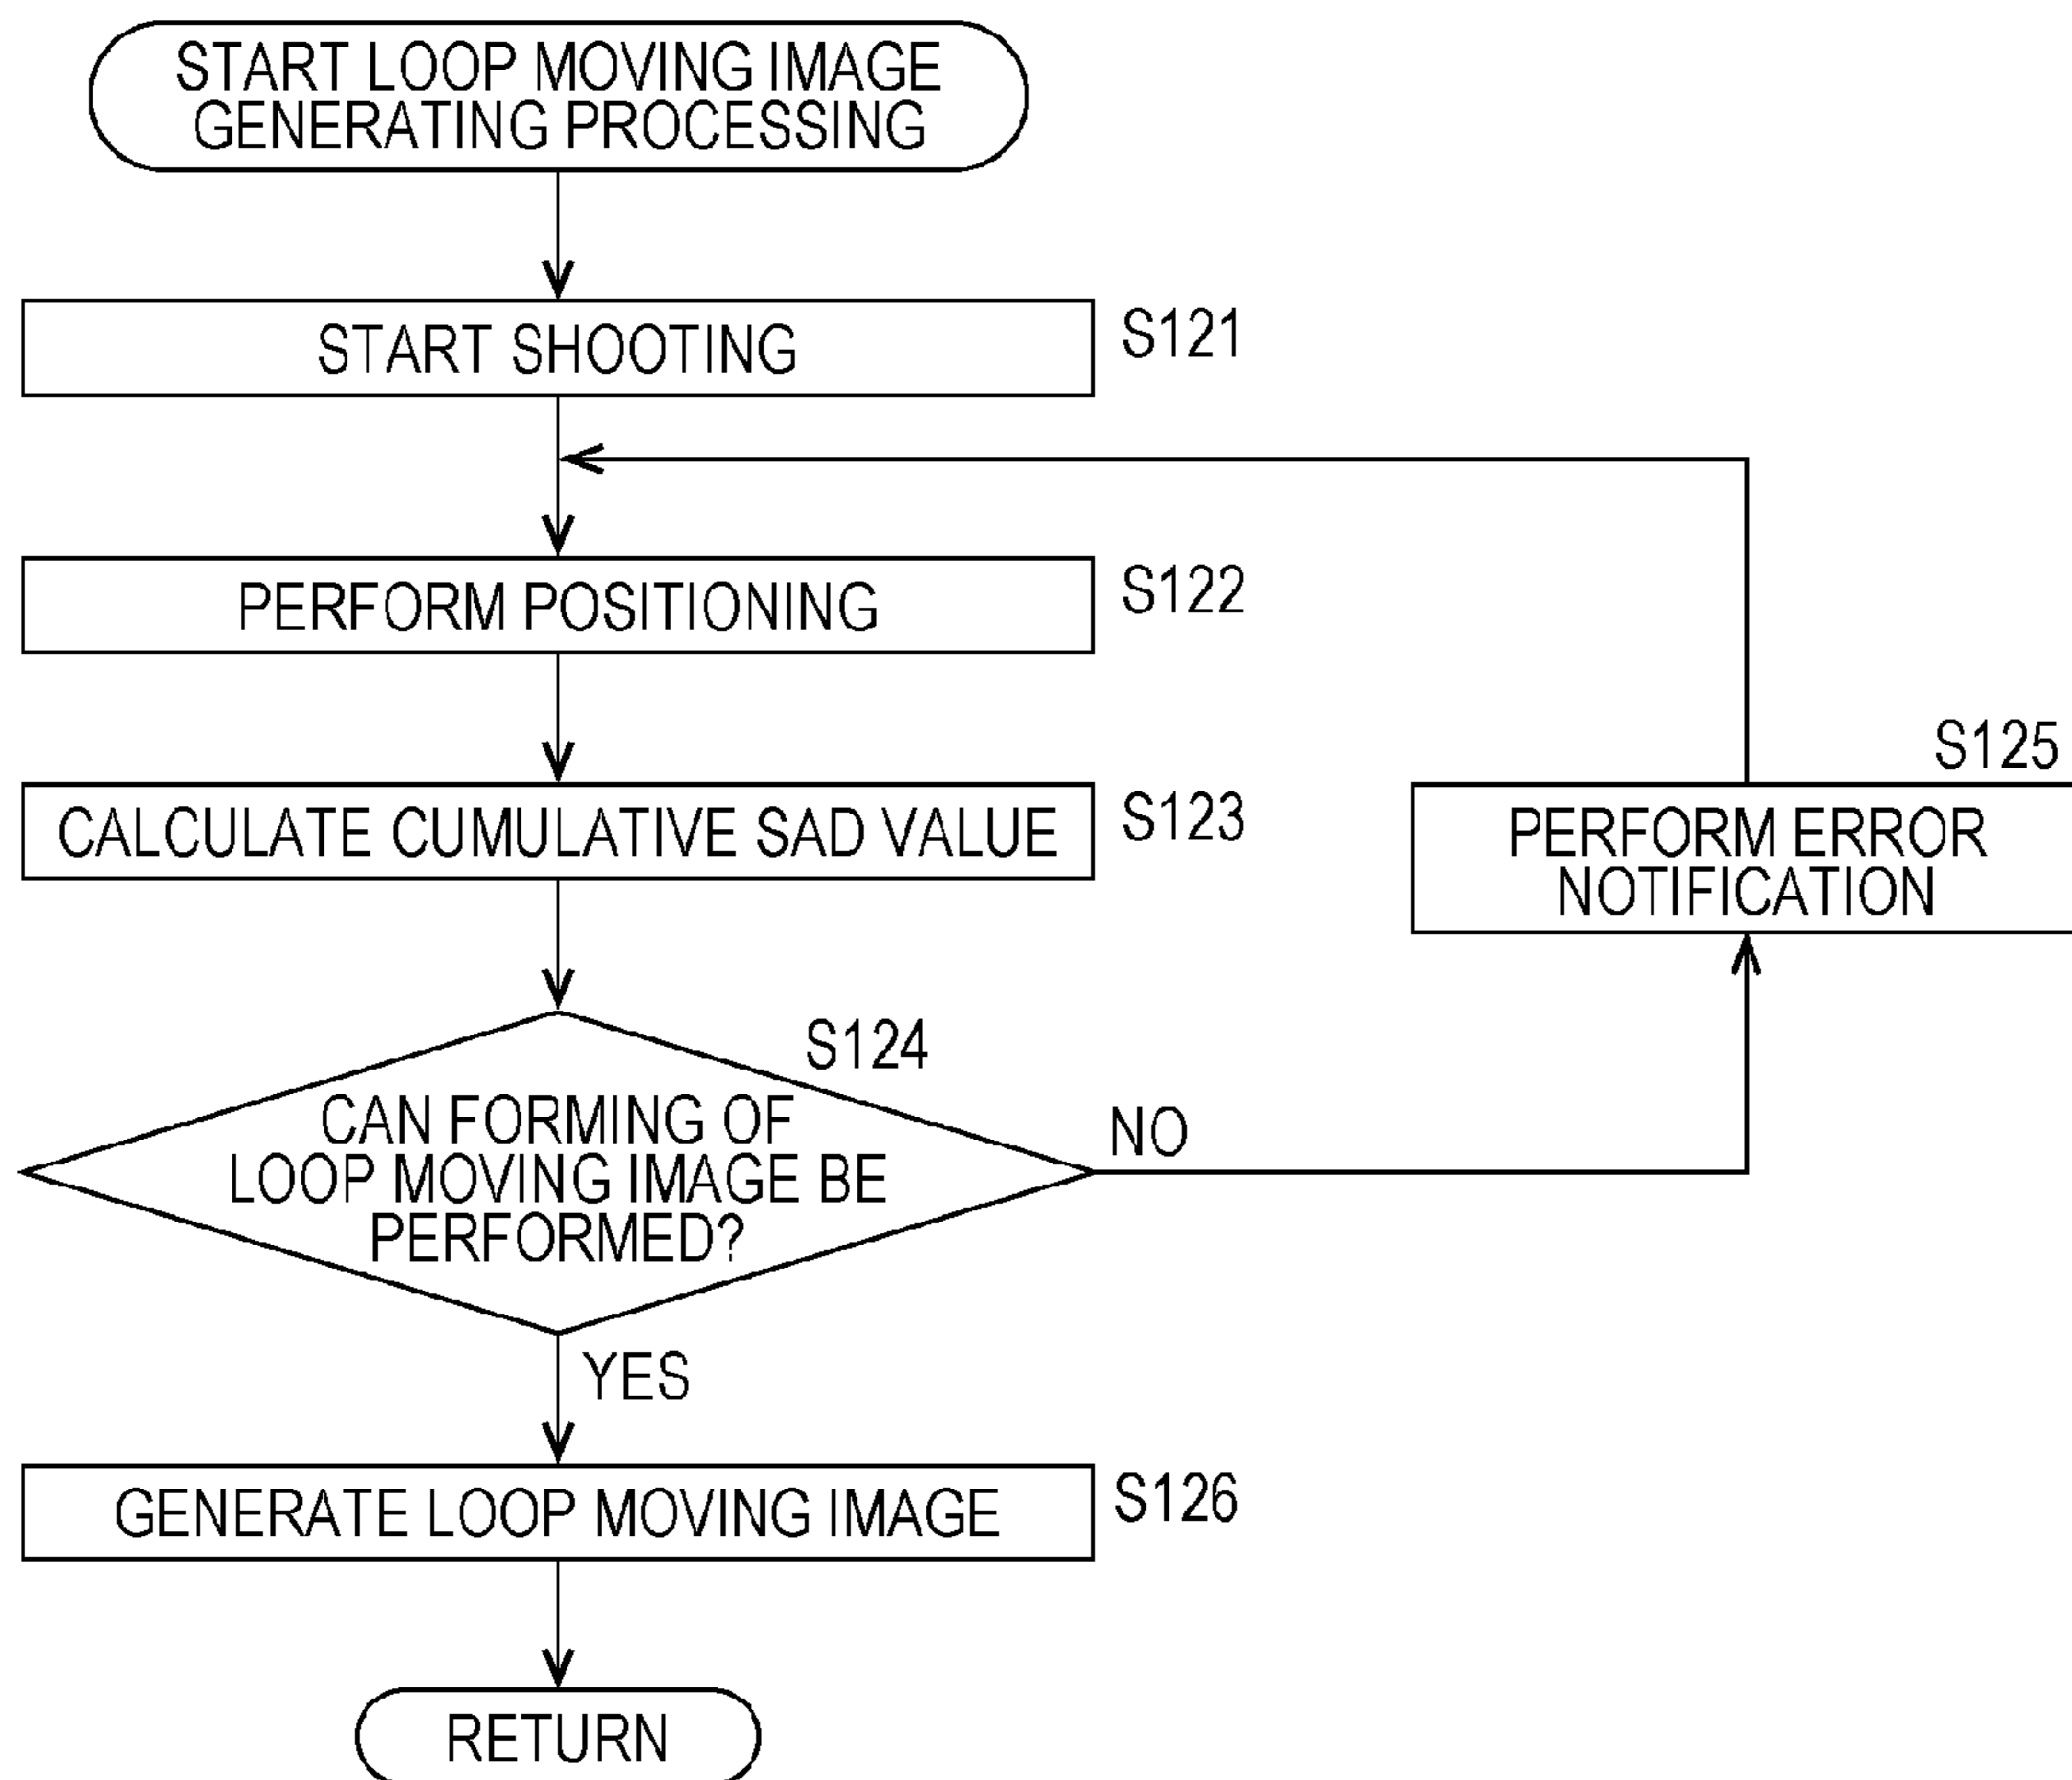 START LOOP MOVING IMAGE
GENERATING PROCESSING
START SHOOTING
S121
PERFORM POSITIONING
S122
CALCULATE CUMULATIVE SAD VALUE
S123
S125
PERFORM ERROR
NOTIFICATION
S124
CAN FORMING OF
LOOP MOVING IMAGE BE
PERFORMED?
NO
YES
GENERATE LOOP MOVING IMAGE
S126
RETURN